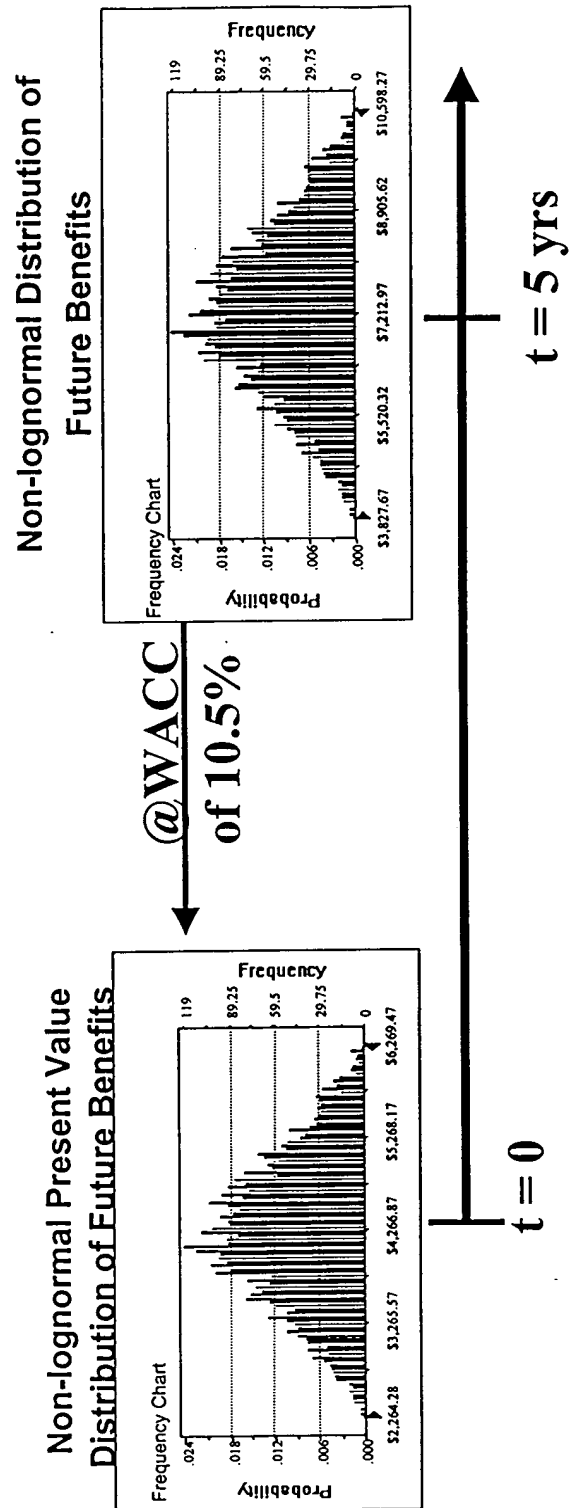 Non-lognormal Present Value
Distribution of Future Benefits
Frequency Chart
Probability
.024
.018
.012
.006
.000
Frequency
119
89.25
59.5
29.75
0
$2,264.28
$3,265.57
$4,266.87
$5,268.17
$6,269.47
@WACC
of 10.5%
Non-lognormal Distribution of
Future Benefits
Frequency Chart
Probability
.024
.018
.012
.006
.000
Frequency
119
89.25
59.5
29.75
0
$3,827.67
$5,520.32
$7,212.97
$8,905.62
$10,598.27
t = 0
t = 5 yrs